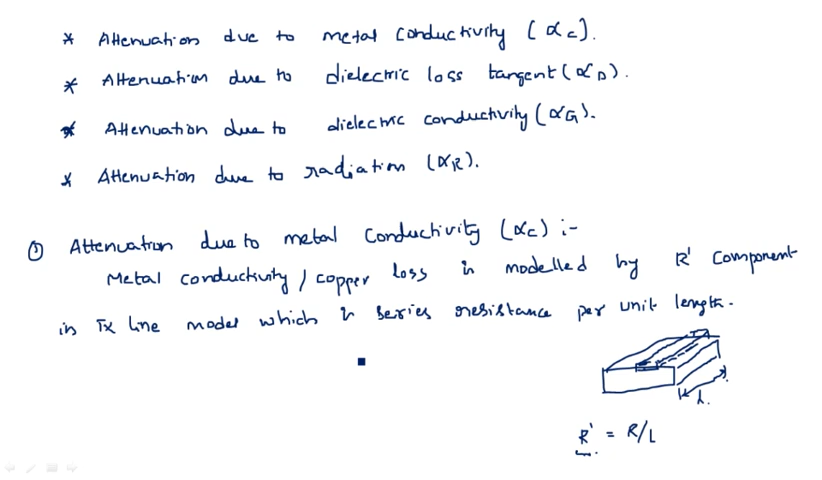 * Attenuation due to metal conductivity (αc).
* Attenuation due to dielectric loss tangent (αD).
* Attenuation due to dielectric conductivity (αG).
* Attenuation due to radiation (αR).
① Attenuation due to metal conductivity (αc) :-
Metal conductivity / copper loss is modelled by R' component
in Tx line model which is series resistance per unit length.
L.
R' = R/L